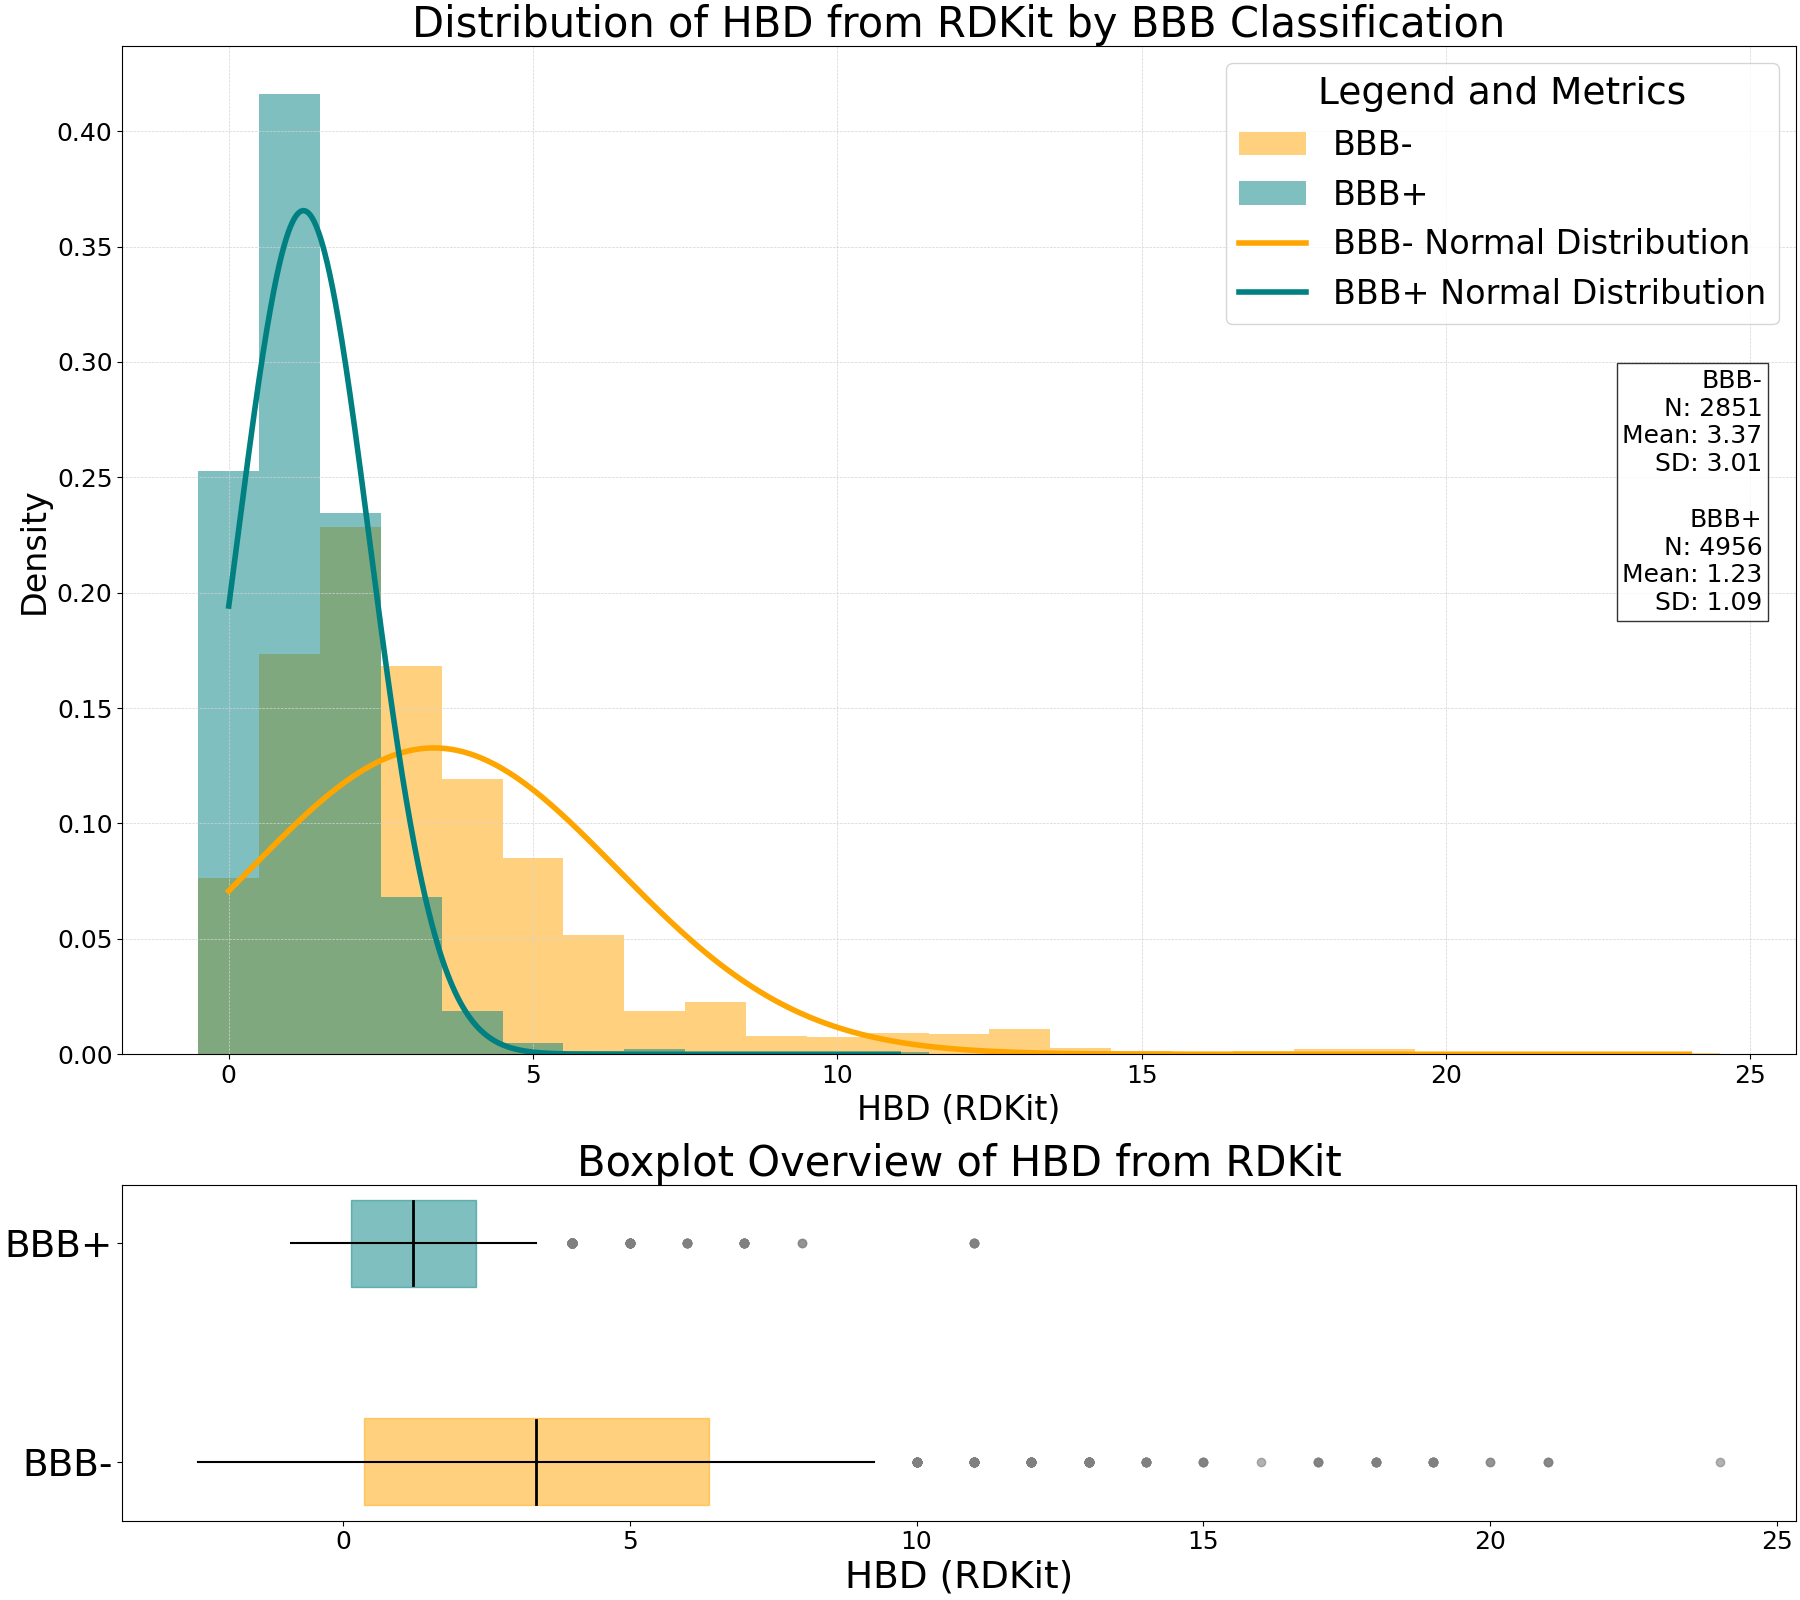 Distribution of HBD from RDKit by BBB Classification
Legend and Metrics
BBB-
BBB+
BBB- Normal Distribution
BBB+ Normal Distribution
BBB-
N: 2851
Mean: 3.37
SD: 3.01
BBB+
N: 4956
Mean: 1.23
SD: 1.09
Density
0.40
0.35
0.30
0.25
0.20
0.15
0.10
0.05
0.00
0 5 10 15 20 25
HBD (RDKit)
Boxplot Overview of HBD from RDKit
BBB+
BBB-
0 5 10 15 20 25
HBD (RDKit)